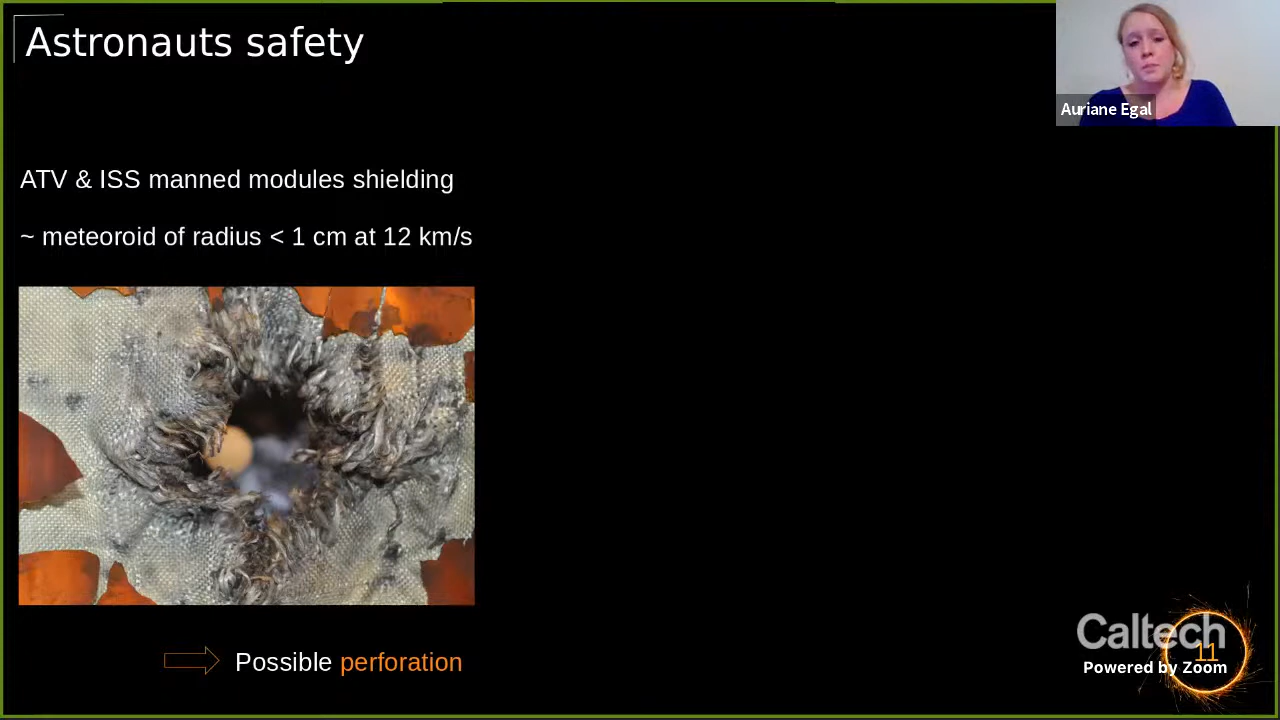 Astronauts safety
Auriane Egal
ATV & ISS manned modules shielding
~ meteoroid of radius < 1 cm at 12 km/s
Possible perforation
Caltech
11
Powered by Zoom